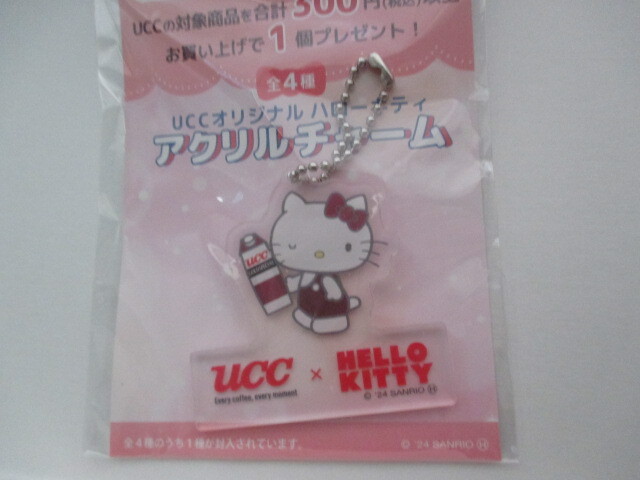 UCCの対象商品を合計300円(税込)以上
お買い上げで1個プレゼント!
全4種
UCCオリジナル ハローキティ
アクリルチャーム
ucc
ucc
Every coffee, every moment
×
HELLO
KITTY
© '24 SANRIO
全4種のうち1種が封入されています。
© '24 SANRIO